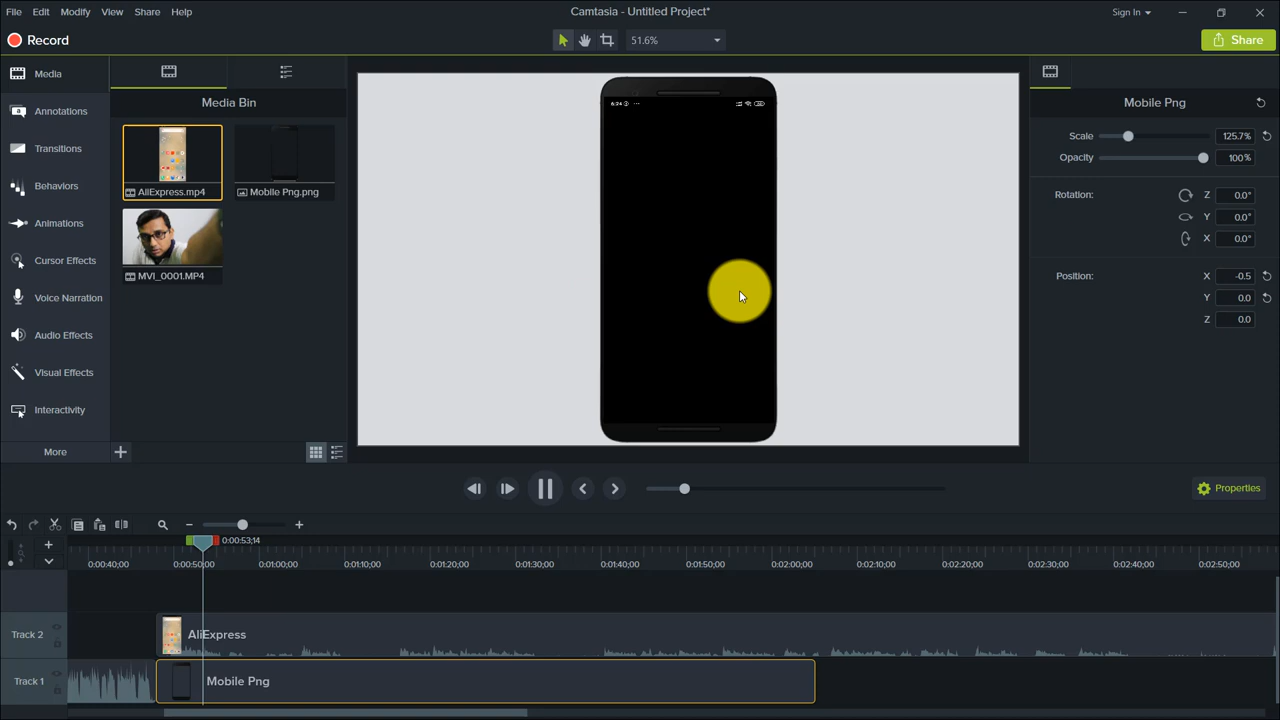 File Edit Modify View Share Help Camtasia - Untitled Project* Sign In
Record 51.6% Share
Media
Annotations
Transitions
Behaviors
Animations
Cursor Effects
Voice Narration
Audio Effects
Visual Effects
Interactivity
More
Media Bin
AliExpress.mp4 Mobile Png.png
MVI_0001.MP4
6:24
Mobile Png
Scale 125.7%
Opacity 100%
Rotation: Z 0.0°
Y 0.0°
X 0.0°
Position: X -0.5
Y 0.0
Z 0.0
Properties
0:00:53;14
0:00:40;00 0:00:50;00 0:01:00;00 0:01:10;00 0:01:20;00 0:01:30;00 0:01:40;00 0:01:50;00 0:02:00;00 0:02:10;00 0:02:20;00 0:02:30;00 0:02:40;00 0:02:50;00
Track 2 AliExpress
Track 1 Mobile Png